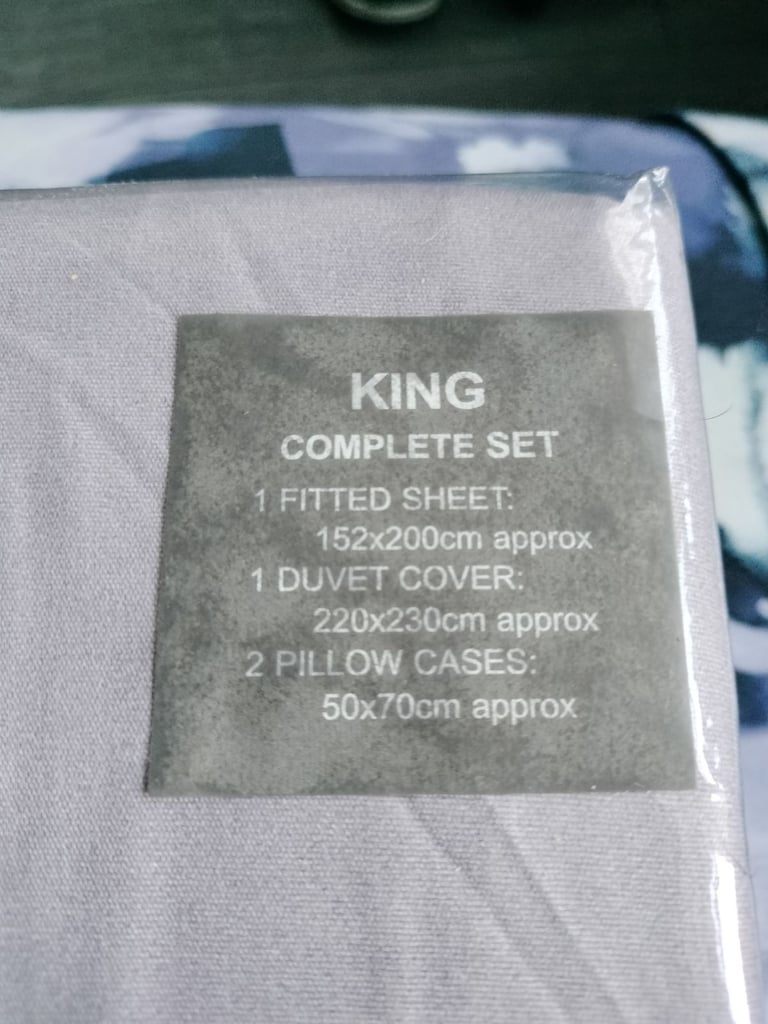 KING
COMPLETE SET
1 FITTED SHEET:
152x200cm approx
1 DUVET COVER:
220x230cm approx
2 PILLOW CASES:
50x70cm approx